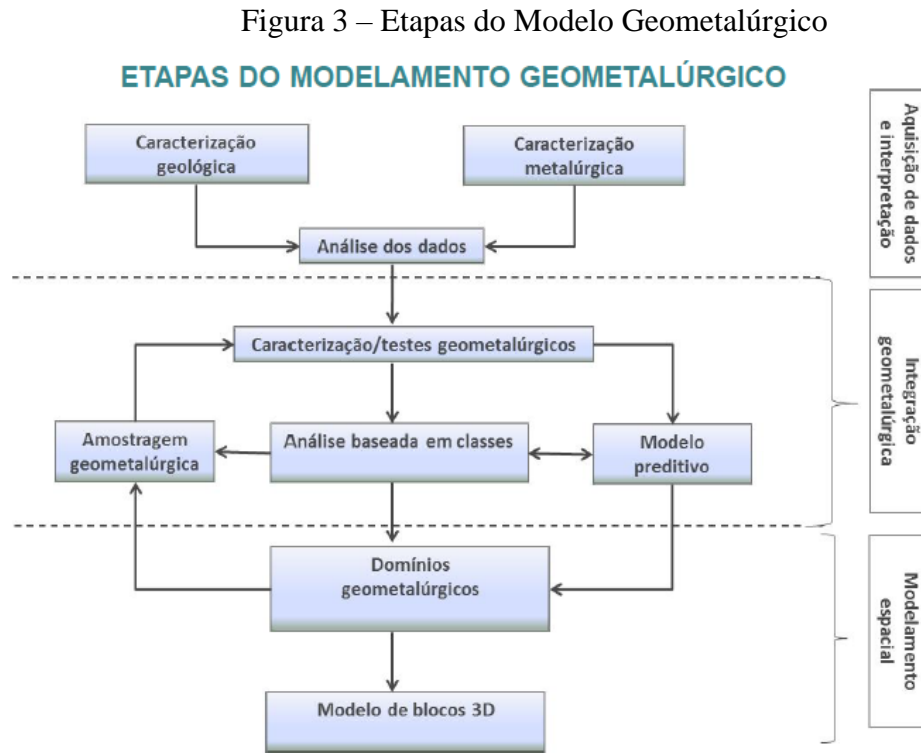 Figura 3 – Etapas do Modelo Geometalúrgico
ETAPAS DO MODELAMENTO GEOMETALÚRGICO
Caracterização
geológica
Caracterização
metalúrgica
Análise dos dados
Aquisição de dados
e interpretação
Caracterização/testes geometalúrgicos
Amostragem
geometalúrgica
Análise baseada em classes
Modelo
preditivo
Integração
geometalúrgica
Domínios
geometalúrgicos
Modelo de blocos 3D
Modelamento
espacial